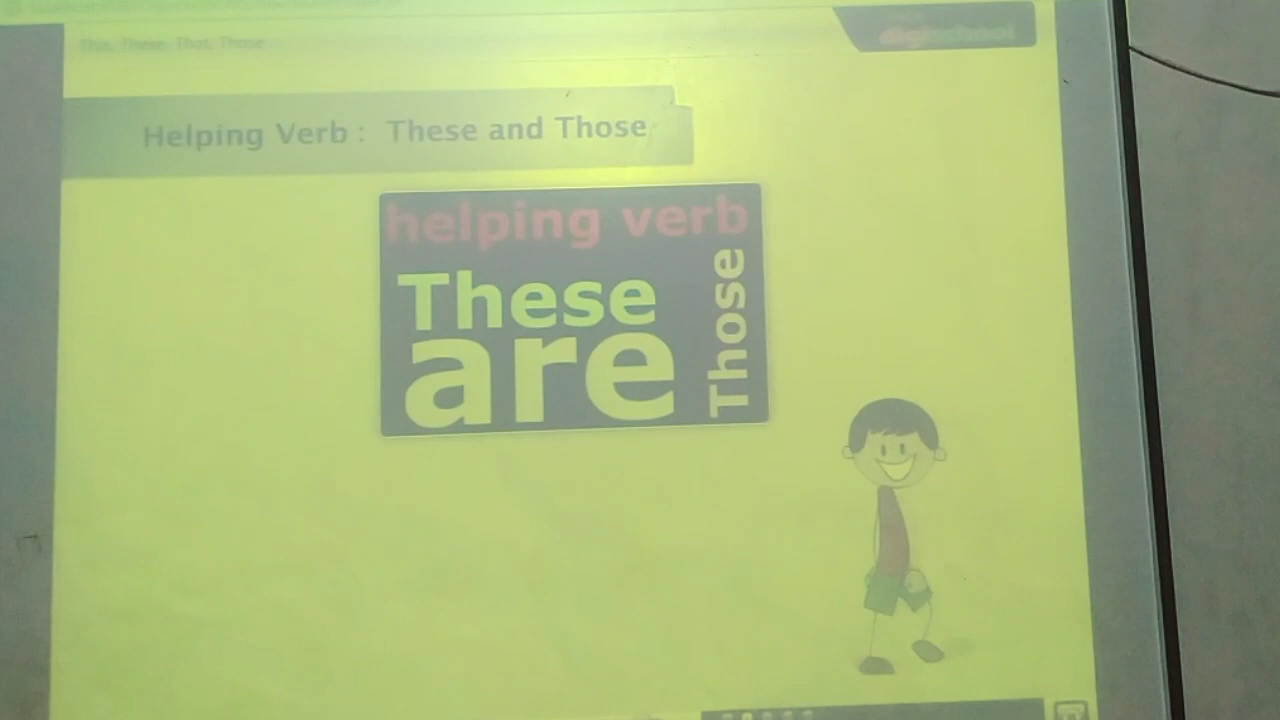 This, These, That, Those
Helping Verb : These and Those
helping verb
These
are
Those